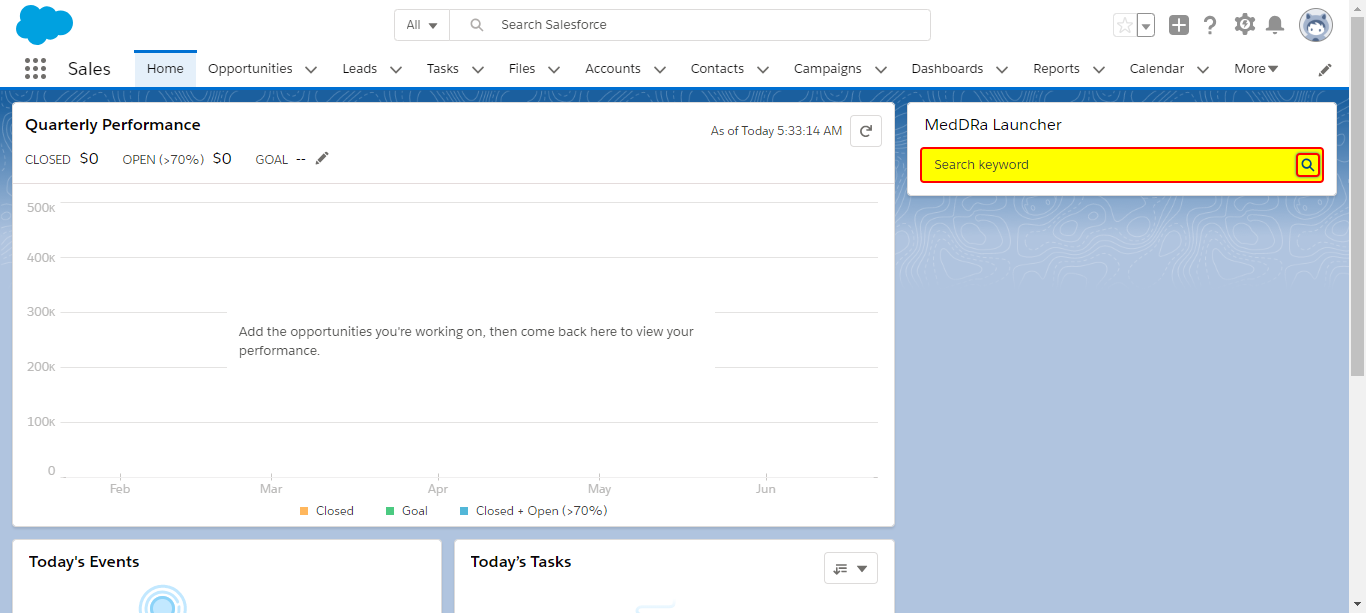 All
Search Salesforce
Sales
Home
Opportunities
Leads
Tasks
Files
Accounts
Contacts
Campaigns
Dashboards
Reports
Calendar
More
Quarterly Performance
As of Today 5:33:14 AM
CLOSED $0 OPEN (>70%) $0 GOAL --
500K
400K
300K
200K
100K
0
Add the opportunities you're working on, then come back here to view your
performance.
Feb Mar Apr May Jun
Closed Goal Closed + Open (>70%)
MedDRa Launcher
Search keyword
Today's Events
Today's Tasks